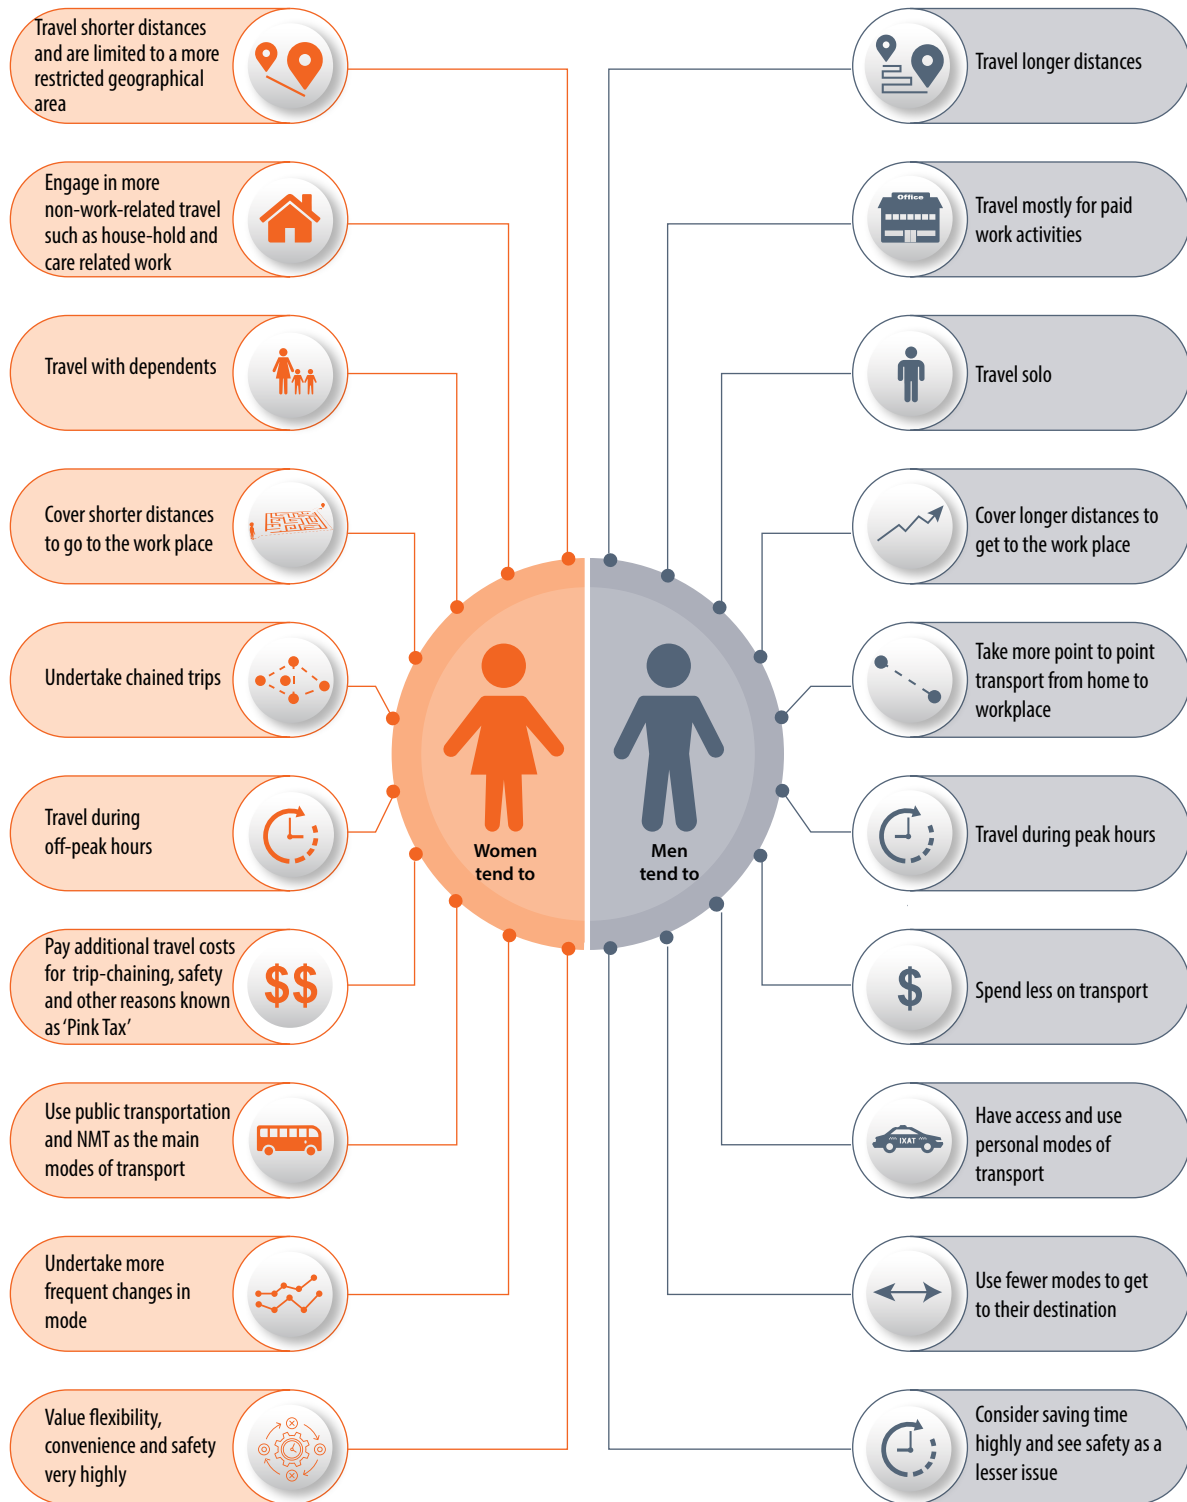 Travel shorter distances
and are limited to a more
restricted geographical
area
Travel longer distances
Engage in more
non-work-related travel
such as house-hold and
care related work
Office
Travel mostly for paid
work activities
Travel with dependents
Travel solo
Cover shorter distances
to go to the work place
Cover longer distances to
get to the work place
Undertake chained trips
Take more point to point
transport from home to
workplace
Women
tend to
Men
tend to
Travel during
off-peak hours
Travel during peak hours
Pay additional travel costs
for trip-chaining, safety
and other reasons known
as ‘Pink Tax’
$$
$
Spend less on transport
Use public transportation
and NMT as the main
modes of transport
IXAT
Have access and use
personal modes of
transport
Undertake more
frequent changes in
mode
Use fewer modes to get
to their destination
Value flexibility,
convenience and safety
very highly
Consider saving time
highly and see safety as a
lesser issue